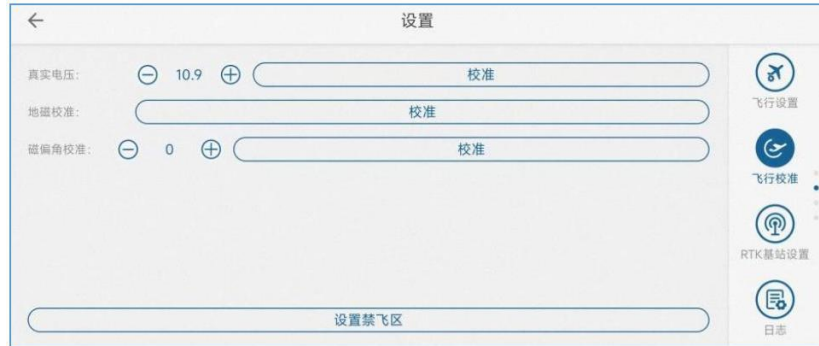 设置
真实电压: 10.9 校准
地磁校准: 校准
磁偏角校准: 0 校准
设置禁飞区
飞行设置
飞行校准
RTK基站设置
日志